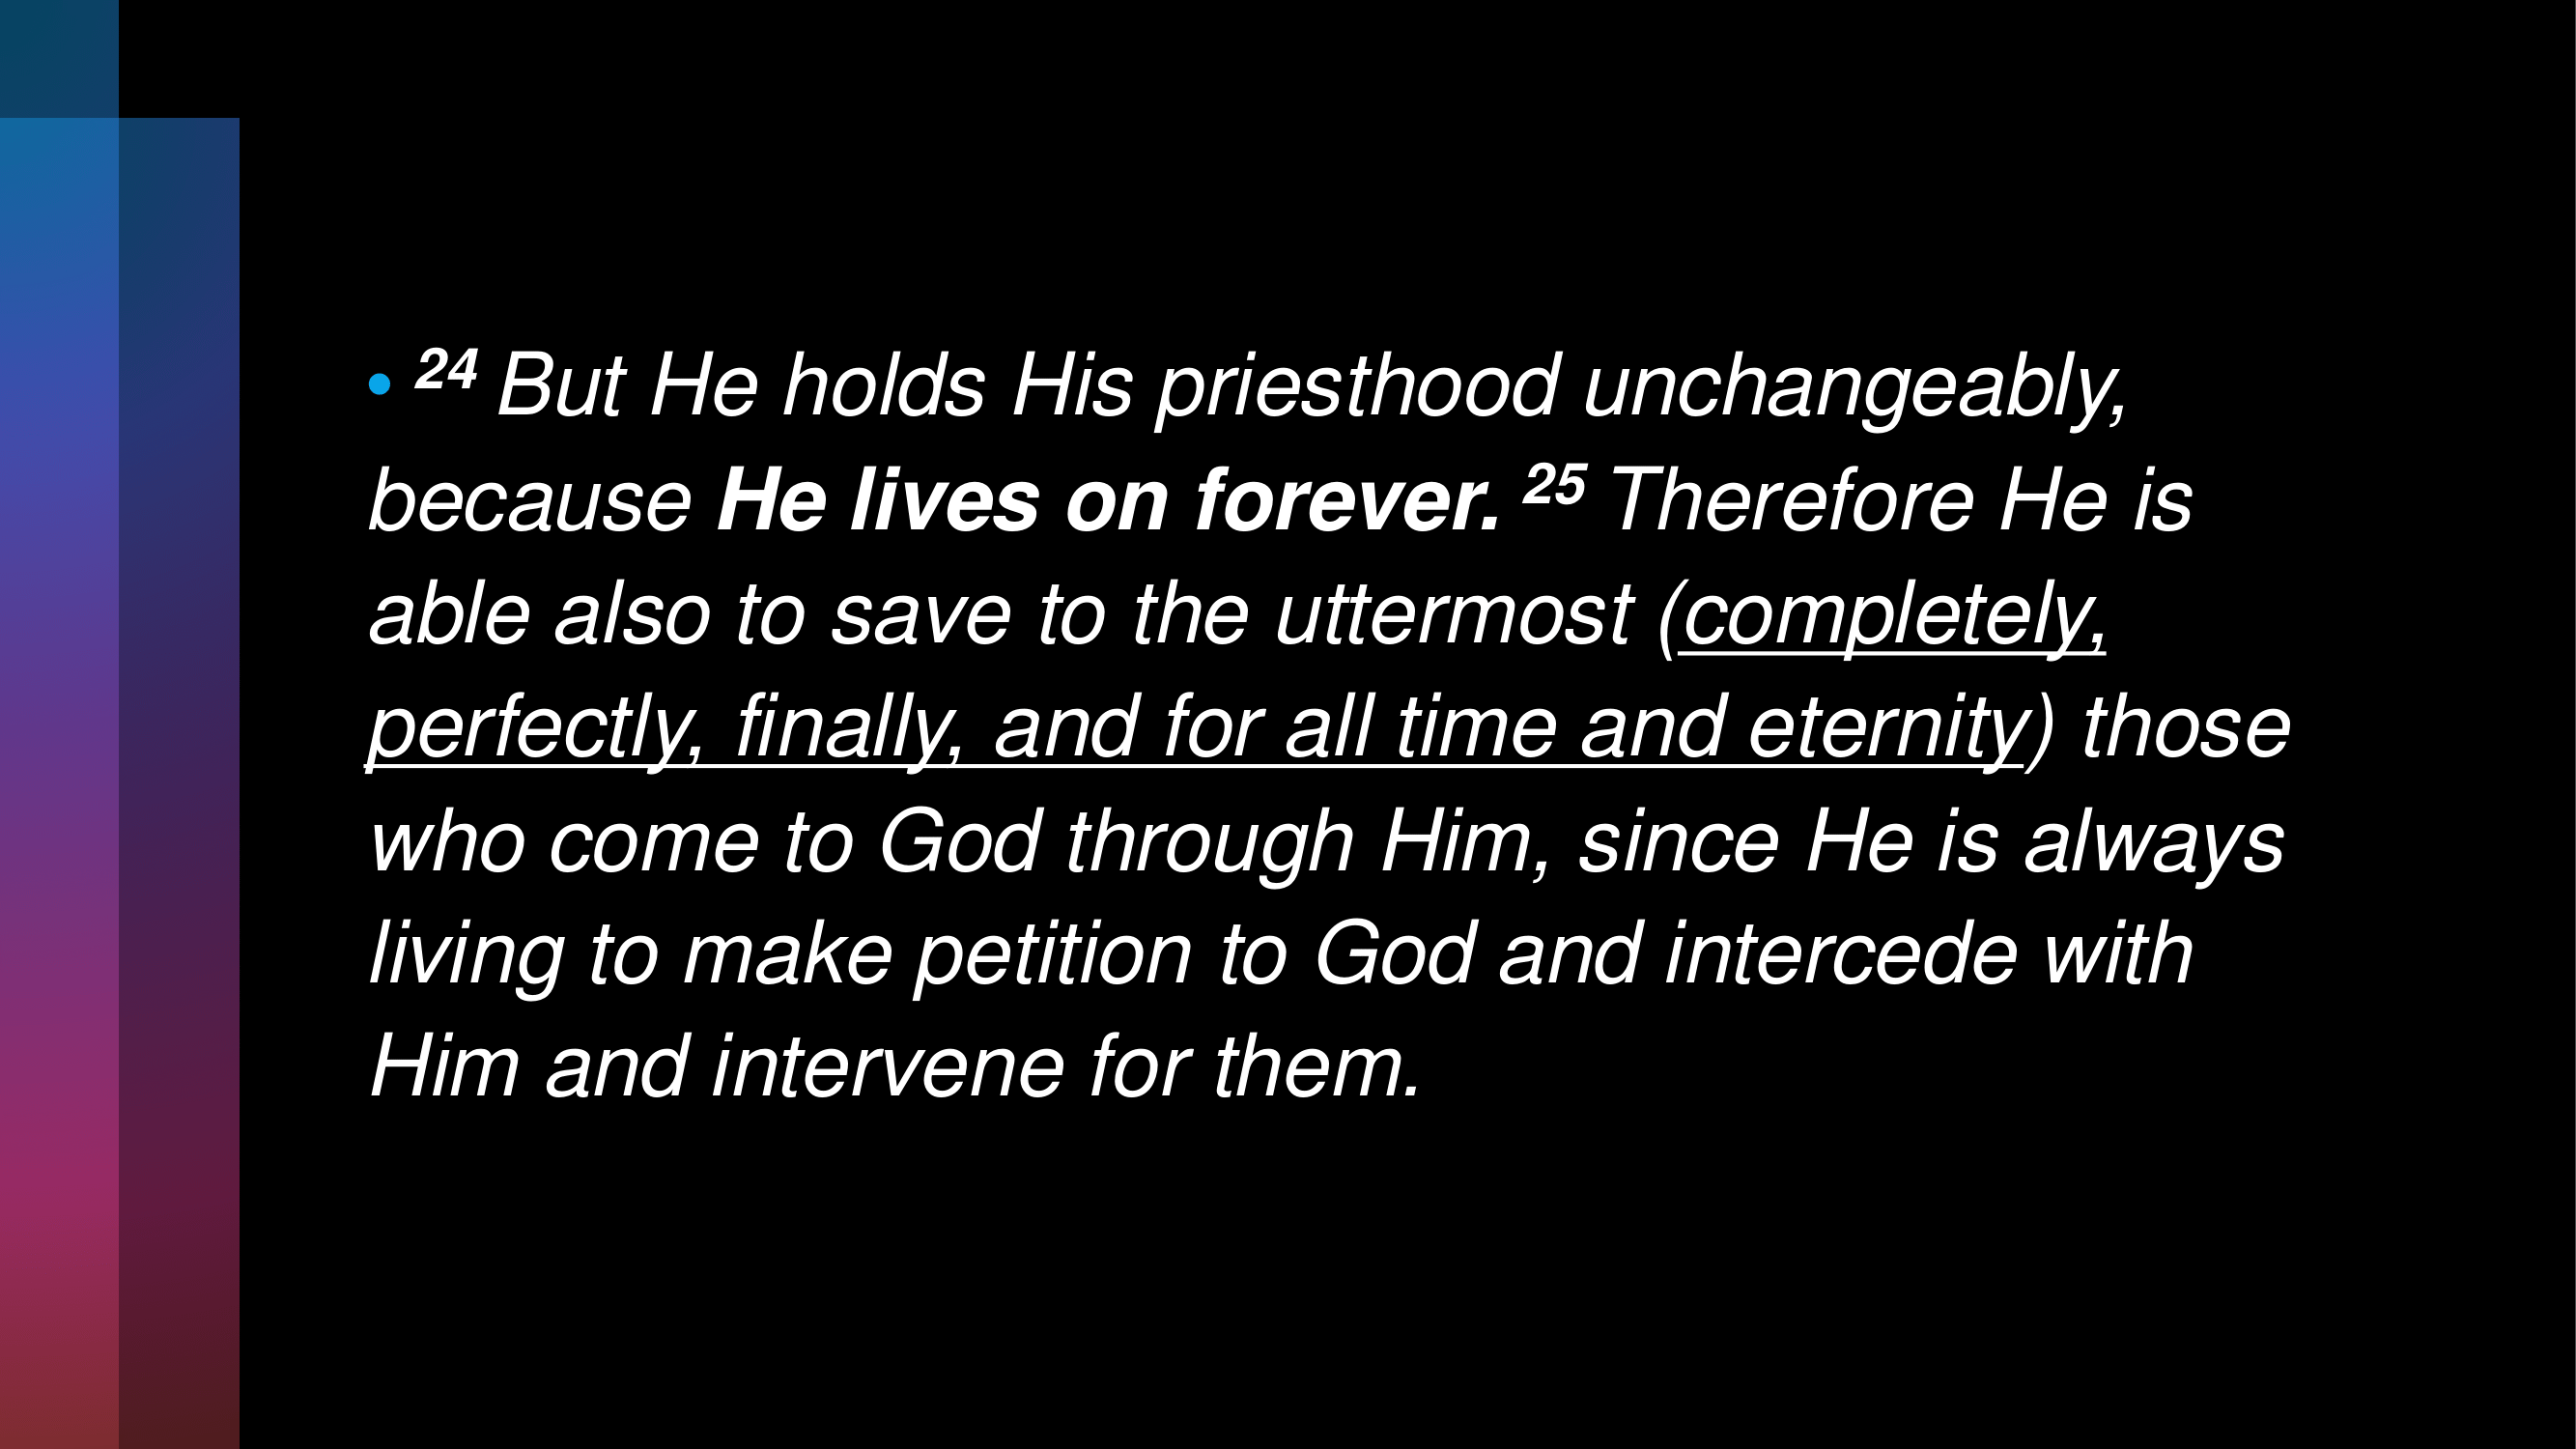 • 24 But He holds His priesthood unchangeably,
because He lives on forever. 25 Therefore He is
able also to save to the uttermost (completely,
perfectly, finally, and for all time and eternity) those
who come to God through Him, since He is always
living to make petition to God and intercede with
Him and intervene for them.